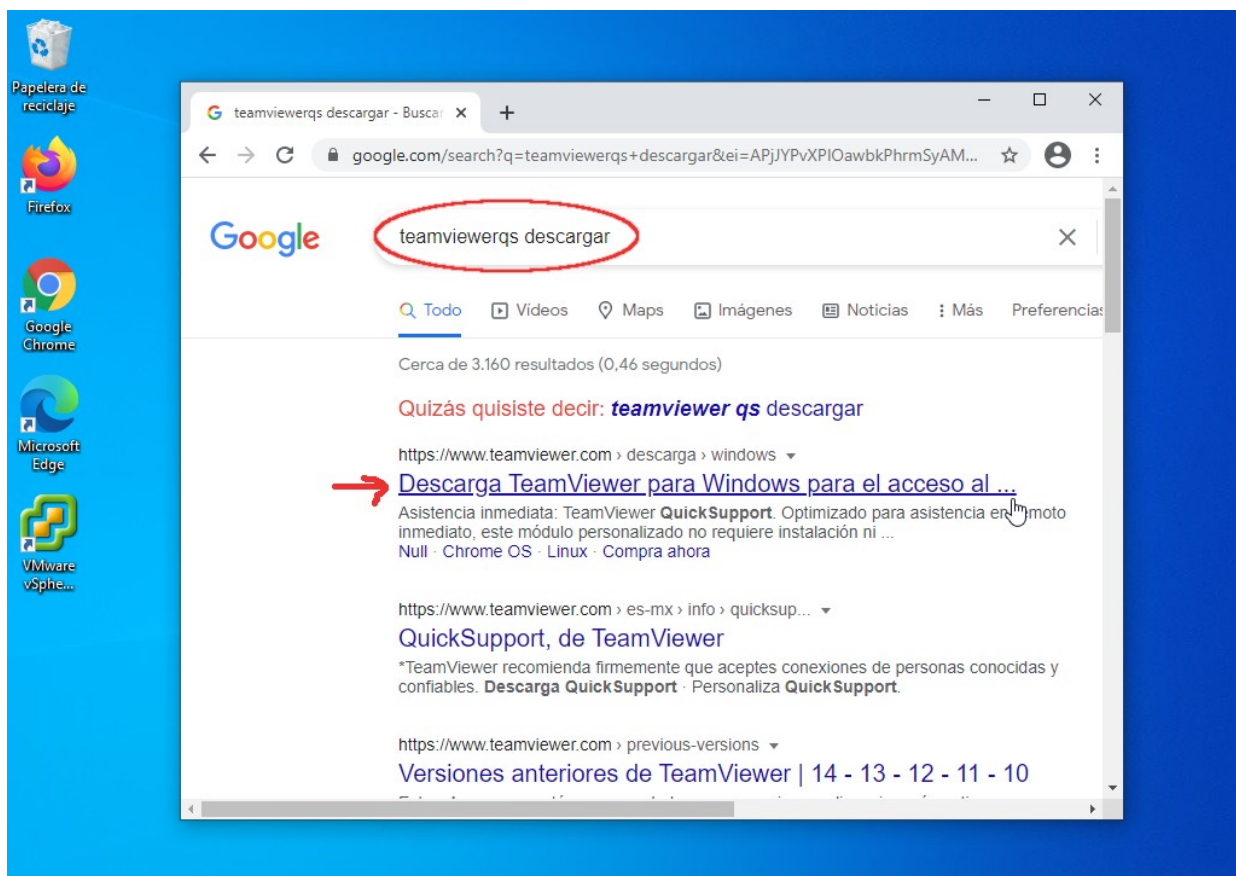 Papelera de
reciclaje
Firefox
Google
Chrome
Microsoft
Edge
VMware
vSphe...
teamviewerqs descargar - Buscar
google.com/search?q=teamviewerqs+descargar&ei=APjJYPvXPIOawbkPhrmSyAM...
Google
teamviewerqs descargar
Todo Vídeos Maps Imágenes Noticias Más Preferencias
Cerca de 3.160 resultados (0,46 segundos)
Quizás quisiste decir: teamviewer qs descargar
https://www.teamviewer.com › descarga › windows
Descarga TeamViewer para Windows para el acceso al ...
Asistencia inmediata: TeamViewer QuickSupport. Optimizado para asistencia en
inmediato, este módulo personalizado no requiere instalación ni ...
Null · Chrome OS · Linux · Compra ahora
https://www.teamviewer.com › es-mx › info › quicksup...
QuickSupport, de TeamViewer
*TeamViewer recomienda firmemente que aceptes conexiones de personas conocidas y
confiables. Descarga QuickSupport · Personaliza QuickSupport.
https://www.teamviewer.com › previous-versions
Versiones anteriores de TeamViewer | 14 - 13 - 12 - 11 - 10